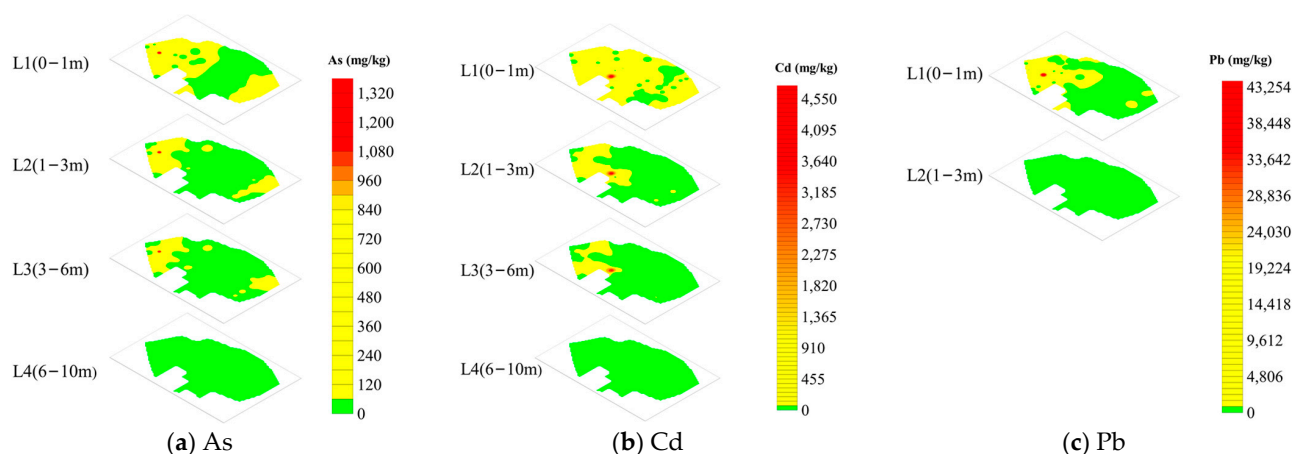 As (mg/kg)
L1(0−1m)
L2(1−3m)
L3(3−6m)
L4(6−10m)
1,320
1,200
1,080
960
840
720
600
480
360
240
120
0
(a) As
Cd (mg/kg)
L1(0−1m)
L2(1−3m)
L3(3−6m)
L4(6−10m)
4,550
4,095
3,640
3,185
2,730
2,275
1,820
1,365
910
455
0
(b) Cd
Pb (mg/kg)
L1(0−1m)
L2(1−3m)
43,254
38,448
33,642
28,836
24,030
19,224
14,418
9,612
4,806
0
(c) Pb